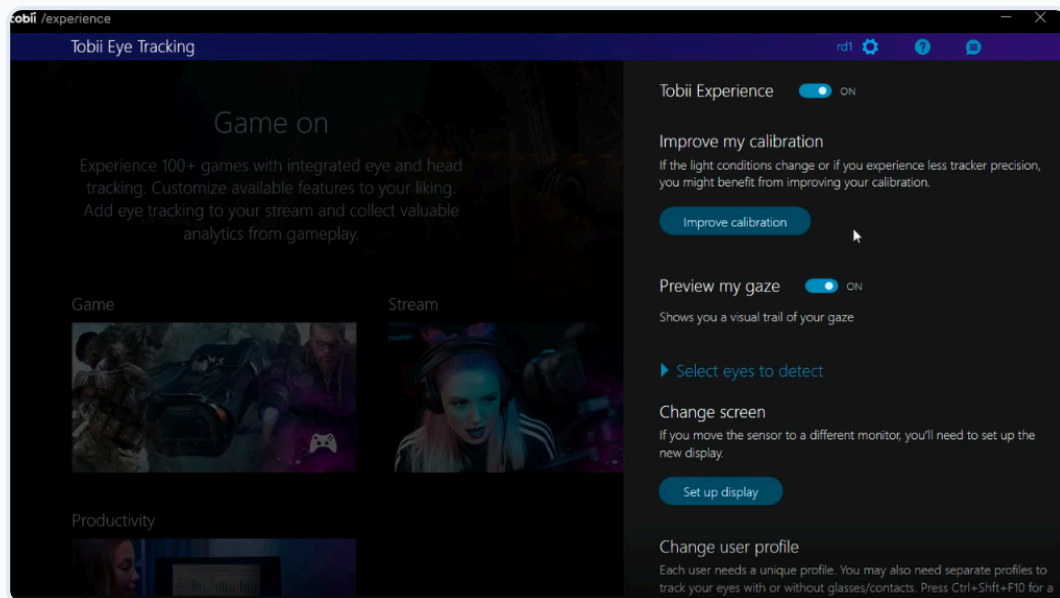 tobii /experience
Tobii Eye Tracking
rd1
Game on
Experience 100+ games with integrated eye and head
tracking. Customize available features to your liking.
Add eye tracking to your stream and collect valuable
analytics from gameplay.
Game
Stream
Productivity
Tobii Experience ON
Improve my calibration
If the light conditions change or if you experience less tracker precision,
you might benefit from improving your calibration.
Improve calibration
Preview my gaze ON
Shows you a visual trail of your gaze
Select eyes to detect
Change screen
If you move the sensor to a different monitor, you'll need to set up the
new display.
Set up display
Change user profile
Each user needs a unique profile. You may also need separate profiles to
track your eyes with or without glasses/contacts. Press Ctrl+Shft+F10 for a